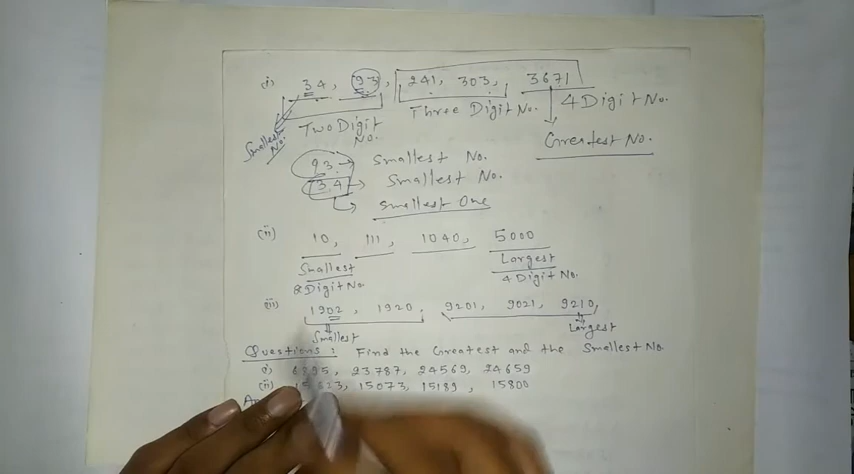 (i) 34, 93, 241, 303, 3671
Smallest No.
Two Digit No.
Three Digit No.
4 Digit No.
Greatest No.
93 → Smallest No.
34 → Smallest No.
Smallest One
(ii) 10, 111, 1040, 5000
Smallest
Largest
Digit No
4 Digit No.
(iii) 1902, 1920, 9201, 9021, 9210,
Smallest
Largest
Questions: Find the Greatest and the Smallest No
i) 6895, 23787, 24569, 24659
(ii) 15073, 15189, 15800